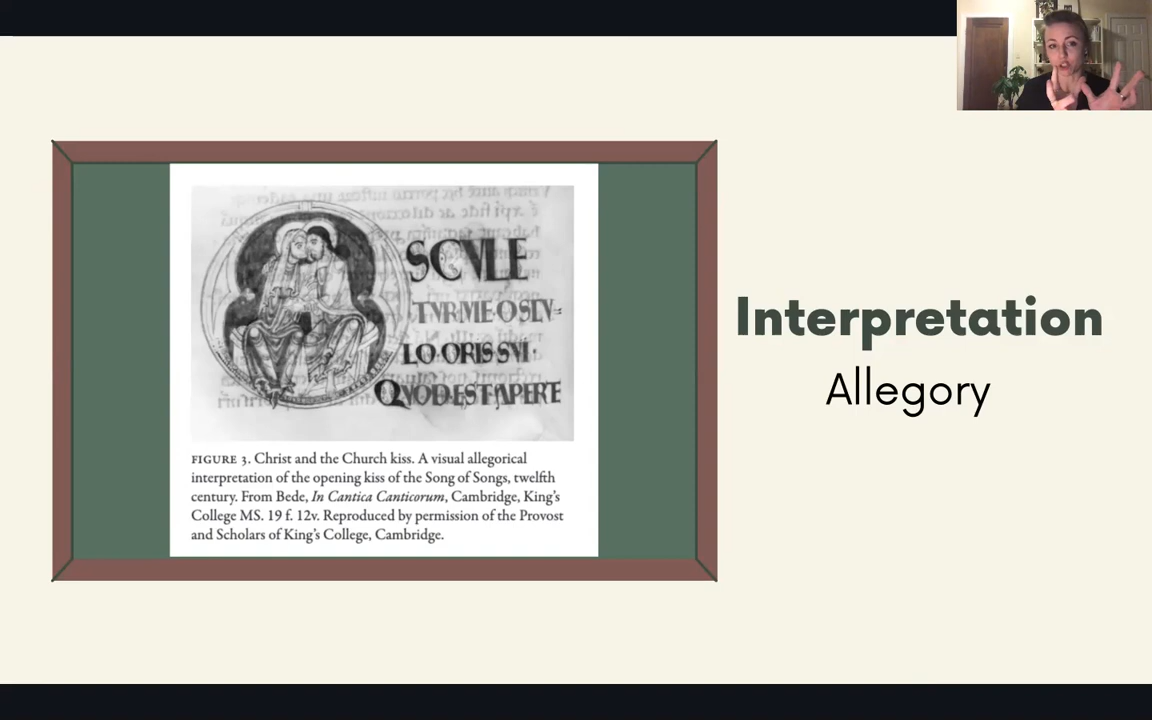 SCVLE
TVR·ME·OSCV=
LO·ORIS·SVI·
QVOD·EST·APERE
FIGURE 3. Christ and the Church kiss. A visual allegorical
interpretation of the opening kiss of the Song of Songs, twelfth
century. From Bede, In Cantica Canticorum, Cambridge, King’s
College MS. 19 f. 12v. Reproduced by permission of the Provost
and Scholars of King’s College, Cambridge.
Interpretation
Allegory